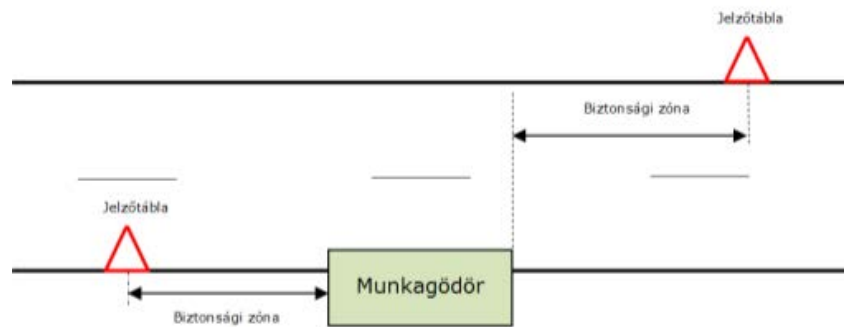 Jelzőtábla
Biztonsági zóna
Jelzőtábla
Munkagödör
Biztonsági zóna